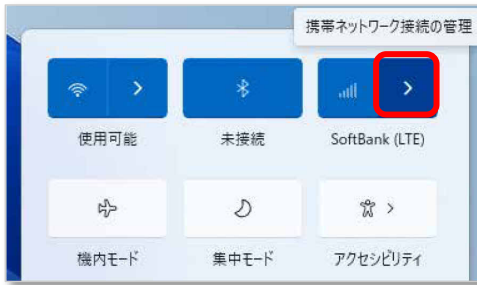 携帯ネットワーク接続の管理
使用可能
未接続
SoftBank (LTE)
機内モード
集中モード
アクセシビリティ